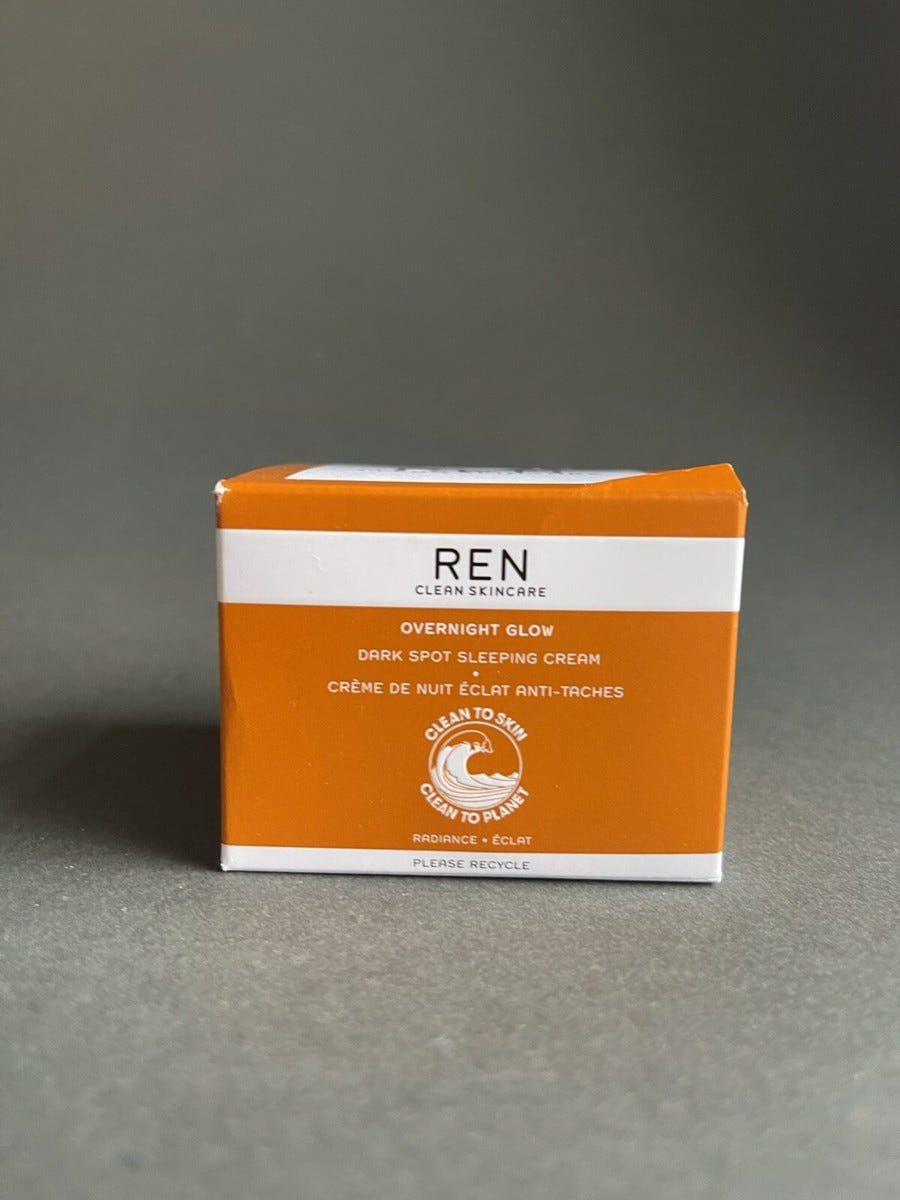 REN
CLEAN SKINCARE
OVERNIGHT GLOW
DARK SPOT SLEEPING CREAM
•
CRÈME DE NUIT ÉCLAT ANTI-TACHES
CLEAN TO SKIN
CLEAN TO PLANET
RADIANCE • ÉCLAT
PLEASE RECYCLE